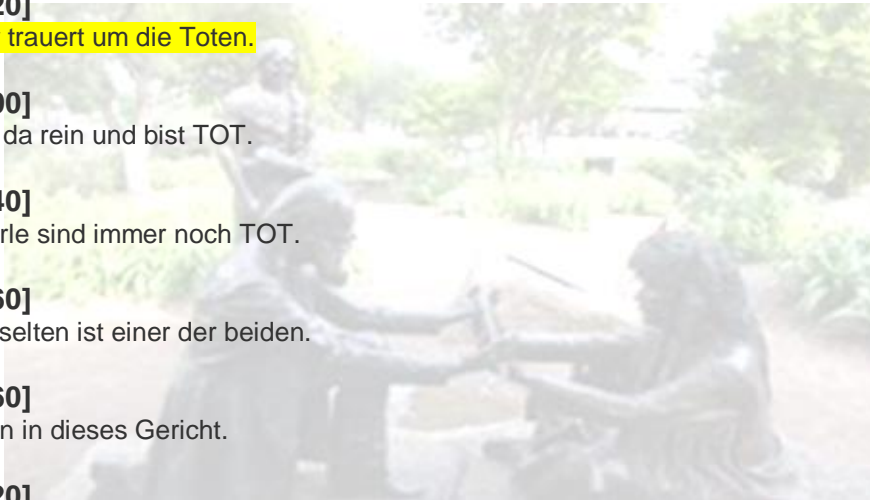 20]
trauert um die Toten.
00]
da rein und bist TOT.
40]
rle sind immer noch TOT.
60]
selten ist einer der beiden.
60]
n in dieses Gericht.
20]